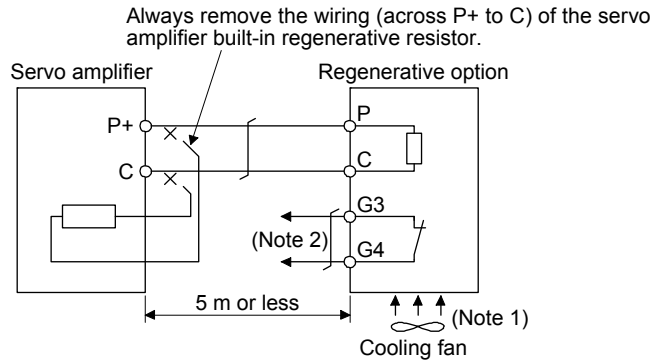 Always remove the wiring (across P+ to C) of the servo
amplifier built-in regenerative resistor.
Servo amplifier
Regenerative option
P+
P
C
C
G3
(Note 2)
G4
5 m or less
(Note 1)
Cooling fan